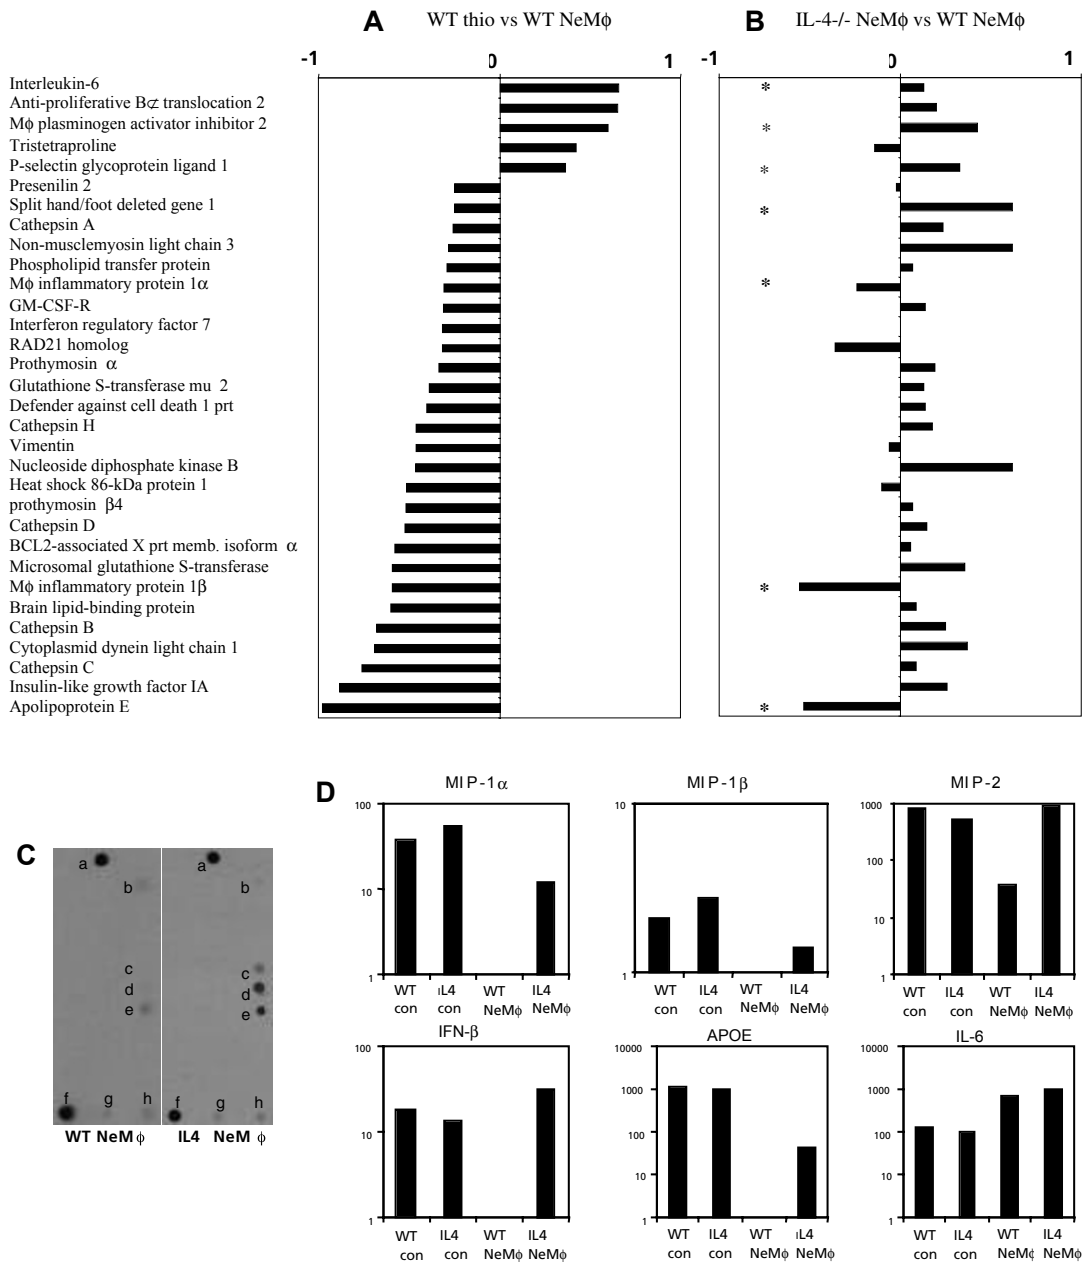 A WT thio vs WT NeMϕ
B IL-4-/- NeMϕ vs WT NeMϕ
-1 0 1
-1 0 1
Interleukin-6 * 
Anti-proliferative B⊄ translocation 2
Mϕ plasminogen activator inhibitor 2 *
Tristetraproline
P-selectin glycoprotein ligand 1 *
Presenilin 2
Split hand/foot deleted gene 1 *
Cathepsin A
Non-musclemyosin light chain 3
Phospholipid transfer protein
Mϕ inflammatory protein 1α *
GM-CSF-R
Interferon regulatory factor 7
RAD21 homolog
Prothymosin α
Glutathione S-transferase mu 2
Defender against cell death 1 prt
Cathepsin H
Vimentin
Nucleoside diphosphate kinase B
Heat shock 86-kDa protein 1
prothymosin β4
Cathepsin D
BCL2-associated X prt memb. isoform α
Microsomal glutathione S-transferase
Mϕ inflammatory protein 1β *
Brain lipid-binding protein
Cathepsin B
Cytoplasmid dynein light chain 1
Cathepsin C
Insulin-like growth factor IA
Apolipoprotein E *
C
a
b
c
d
e
f g h
WT NeM ϕ
a
b
c
d
e
f g h
IL4 NeM ϕ
D
MIP-1α
100
10
1
WT con
IL4 con
WT NeMϕ
IL4 NeMϕ
MIP-1β
10
1
WT con
IL4 con
WT NeMϕ
IL4 NeMϕ
MIP-2
1000
100
10
1
WT con
IL4 con
WT NeMϕ
IL4 NeMϕ
IFN-β
100
10
1
WT con
IL4 con
WT NeMϕ
IL4 NeMϕ
APOE
10000
1000
100
10
1
WT con
IL4 con
WT NeMϕ
IL4 NeMϕ
IL-6
10000
1000
100
10
1
WT con
IL4 con
WT NeMϕ
IL4 NeMϕ